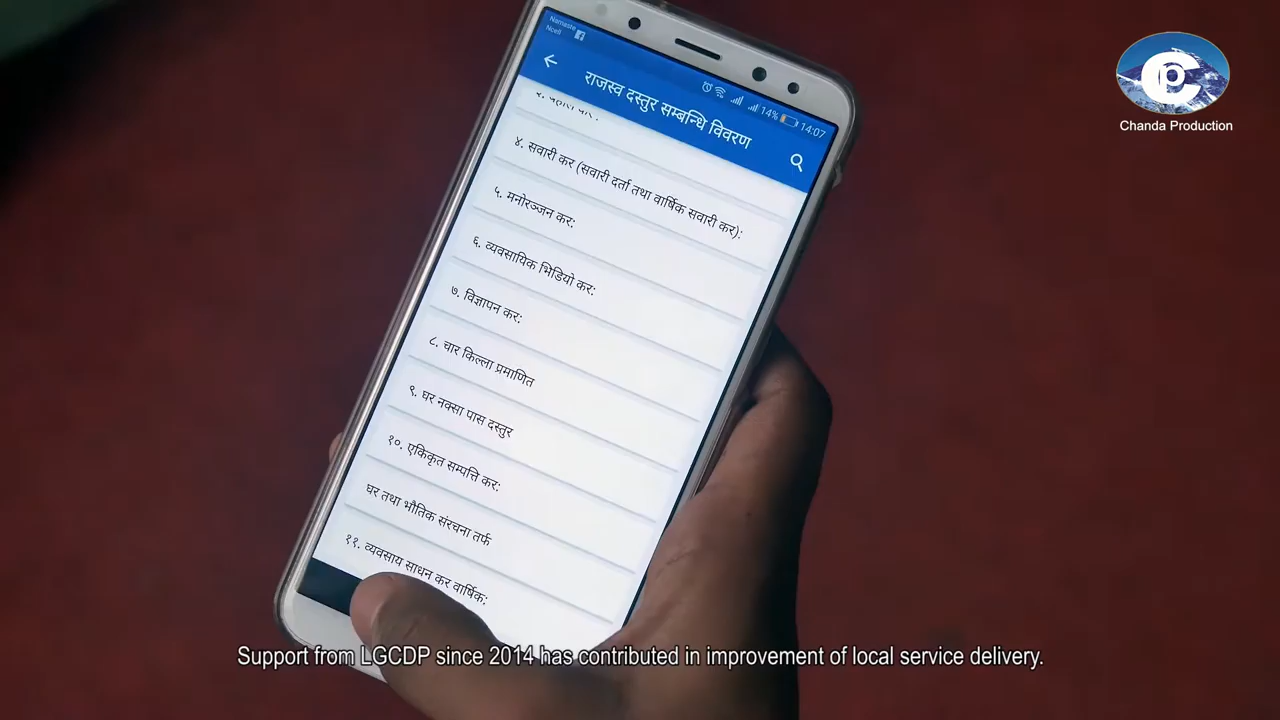 Namaste
Ncell
14%
14:07
राजस्व दस्तुर सम्बन्धि विवरण
४. सवारी कर (सवारी दर्ता तथा वार्षिक सवारी कर):
५. मनोरञ्जन कर:
६. व्यवसायिक भिडियो कर:
७. विज्ञापन कर:
८. चार किल्ला प्रमाणित
९. घर नक्सा पास दस्तुर
१०. एकिकृत सम्पत्ति कर:
घर तथा भौतिक संरचना तर्फ
११. व्यवसाय साधन कर वार्षिक:
Chanda Production
Support from LGCDP since 2014 has contributed in improvement of local service delivery.